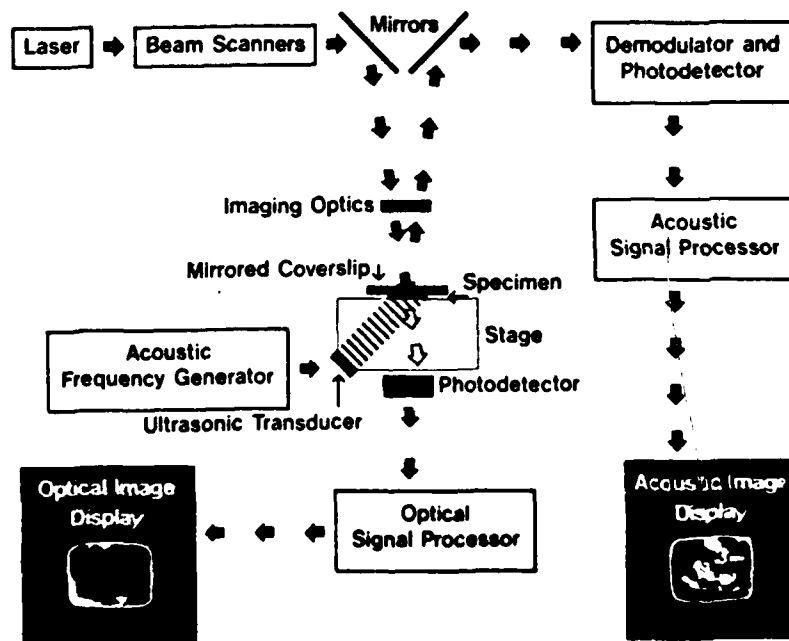 Mirrors
Laser
Beam Scanners
Demodulator and
Photodetector
Imaging Optics
Acoustic
Signal Processor
Mirrored Coverslip
Specimen
Stage
Acoustic
Frequency Generator
Photodetector
Ultrasonic Transducer
Optical Image
Display
Optical
Signal Processor
Acoustic Image
Display